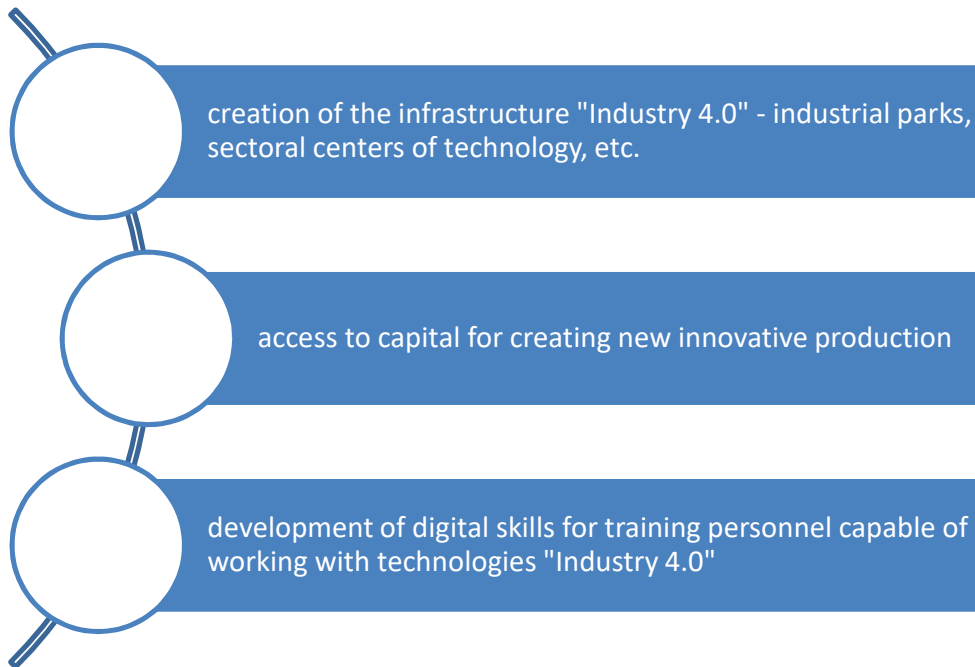 creation of the infrastructure "Industry 4.0" - industrial parks,
sectoral centers of technology, etc.
access to capital for creating new innovative production
development of digital skills for training personnel capable of
working with technologies "Industry 4.0"